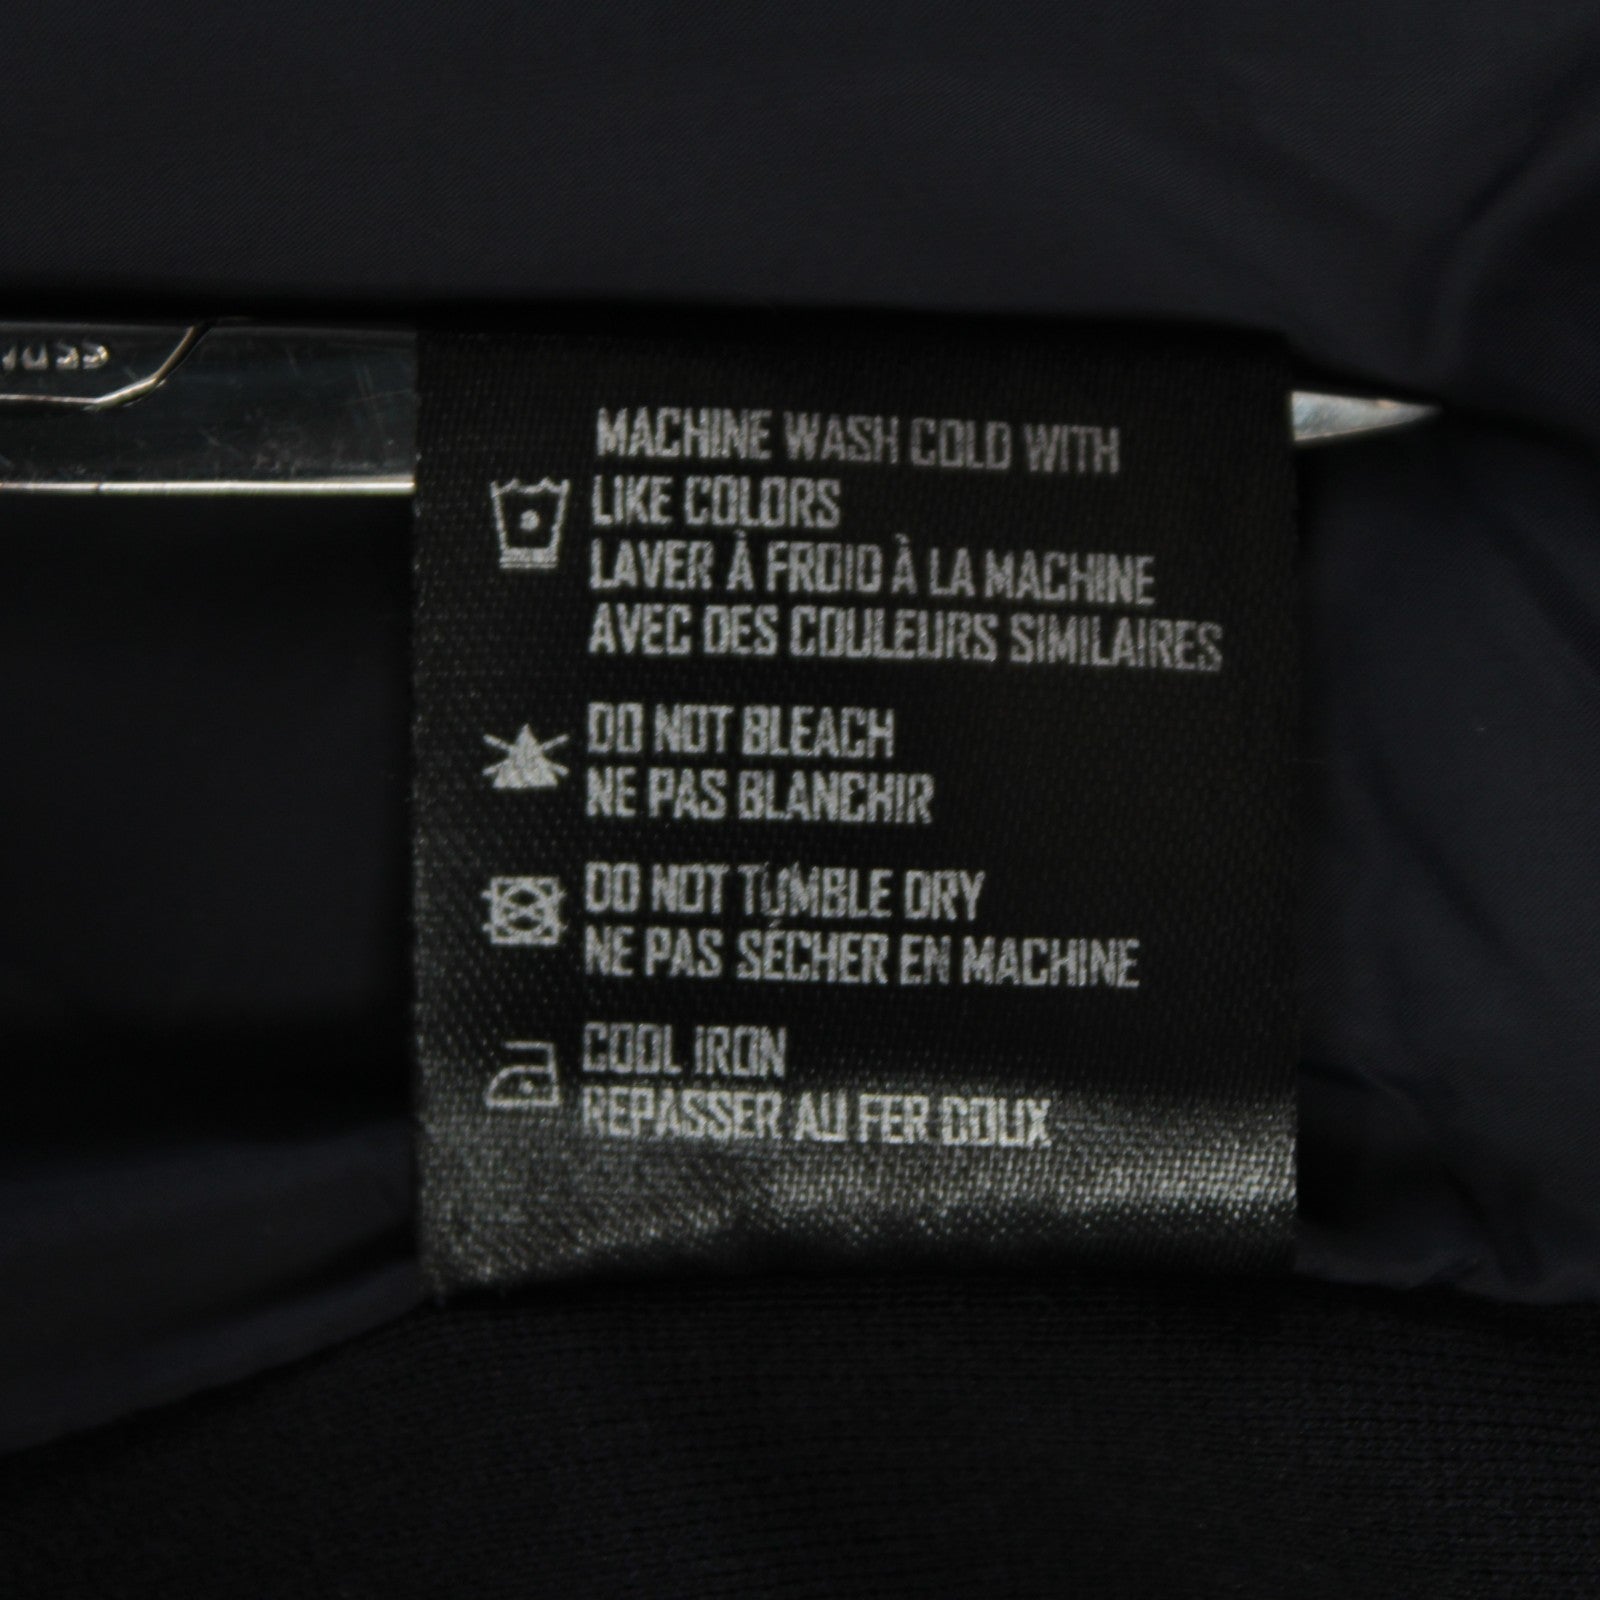 MACHINE WASH COLD WITH
LIKE COLORS
LAVER À FROID À LA MACHINE
AVEC DES COULEURS SIMILAIRES
DO NOT BLEACH
NE PAS BLANCHIR
DO NOT TUMBLE DRY
NE PAS SÉCHER EN MACHINE
COOL IRON
REPASSER AU FER DOUX